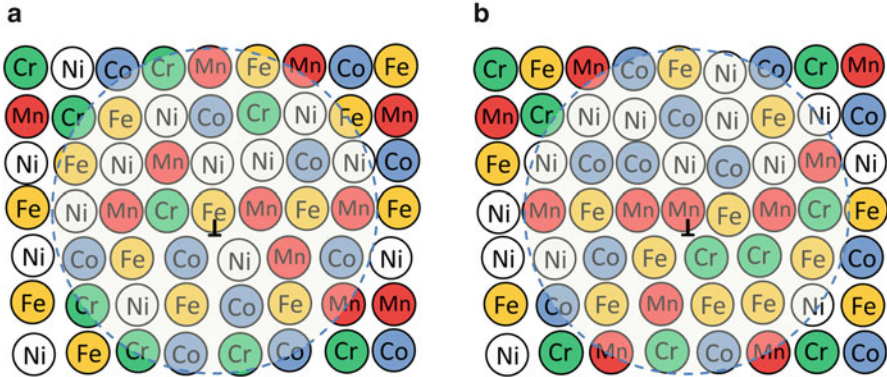 a
Cr Ni Co Cr Mn Fe Mn Co Fe
Mn Cr Fe Ni Co Cr Ni Fe Mn
Ni Fe Ni Mn Ni Ni Co Ni Co
Fe Ni Mn Cr Fe Mn Fe Mn Fe
Ni Co Fe Co Ni Mn Co Ni
Fe Cr Ni Fe Co Fe Mn Mn
Ni Fe Cr Co Cr Co Cr Co
b
Cr Fe Mn Co Fe Ni Co Cr Mn
Mn Cr Ni Ni Co Ni Fe Ni Co
Fe Ni Co Co Ni Co Ni Mn Ni
Ni Mn Fe Mn Mn Fe Mn Cr Fe
Ni Ni Co Fe Cr Cr Fe Co
Fe Co Fe Mn Fe Fe Ni Fe
Ni Cr Mn Cr Co Mn Cr Co